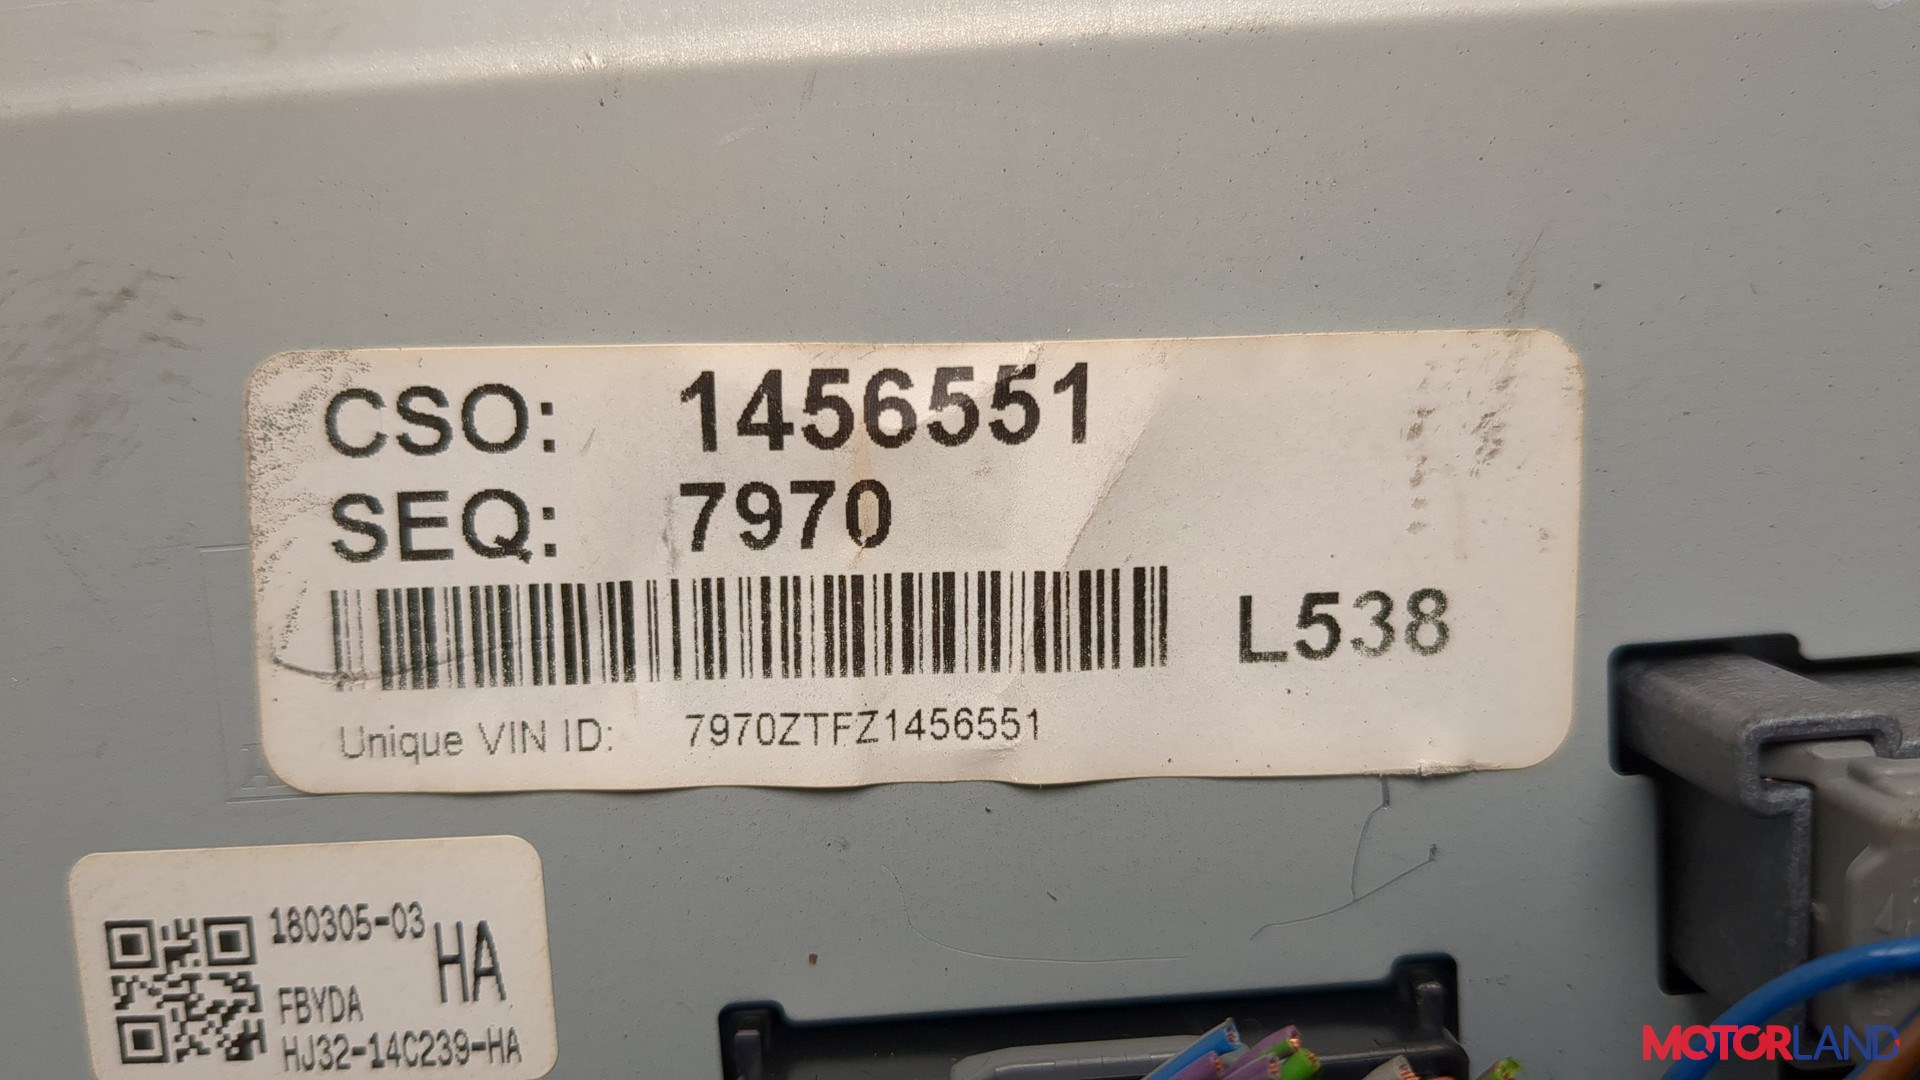 CSO: 1456551
SEQ: 7970
L538
Unique VIN ID: 7970ZTFZ1456551
180305-03
HA
FBYDA
HJ32-14C239-HA
MOTORLAND